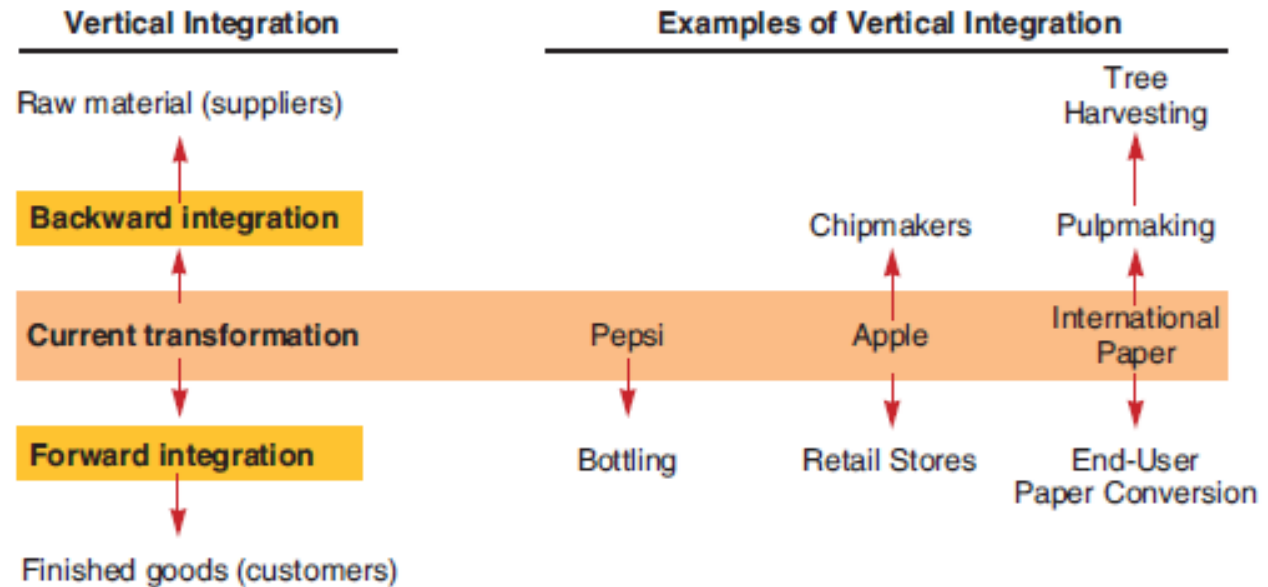 Vertical Integration
Examples of Vertical Integration
Raw material (suppliers)
Tree
Harvesting
Backward integration
Chipmakers
Pulpmaking
Current transformation
Pepsi
Apple
International
Paper
Forward integration
Bottling
Retail Stores
End-User
Paper Conversion
Finished goods (customers)